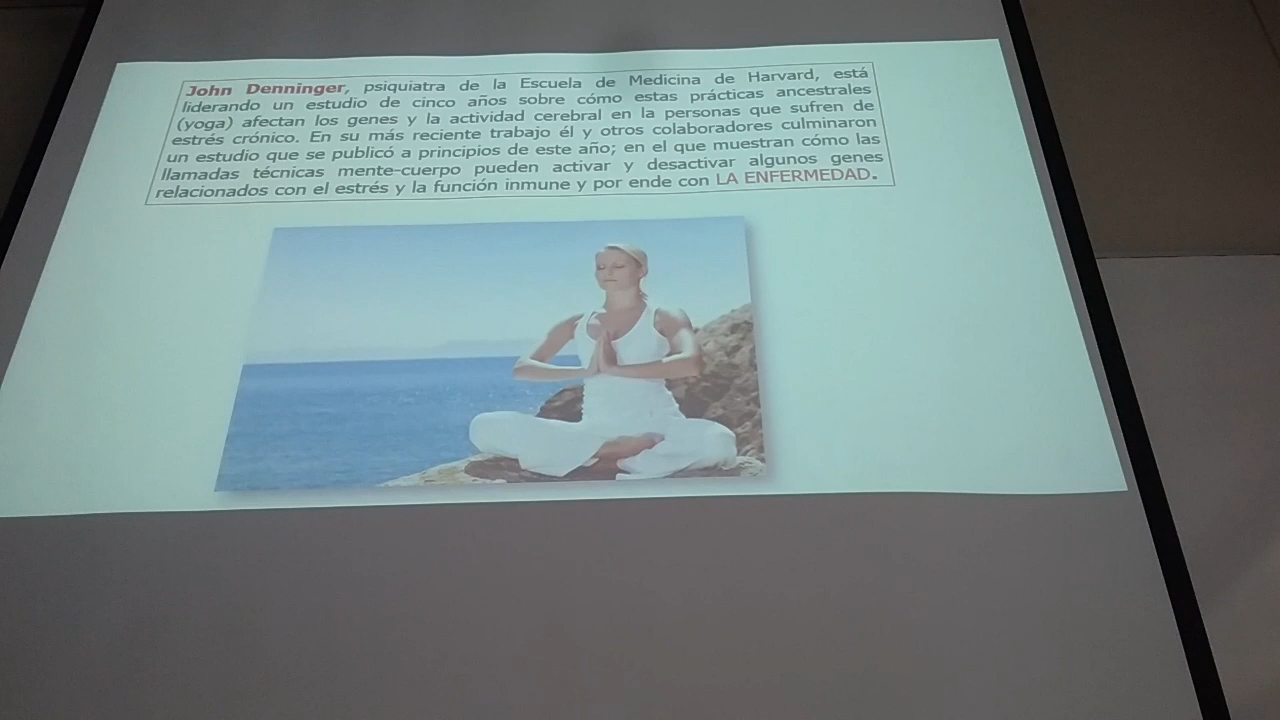 John Denninger, psiquiatra de la Escuela de Medicina de Harvard, está
liderando un estudio de cinco años sobre cómo estas prácticas ancestrales
(yoga) afectan los genes y la actividad cerebral en la personas que sufren de
estrés crónico. En su más reciente trabajo él y otros colaboradores culminaron
un estudio que se publicó a principios de este año; en el que muestran cómo las
llamadas técnicas mente-cuerpo pueden activar y desactivar algunos genes
relacionados con el estrés y la función inmune y por ende con LA ENFERMEDAD.